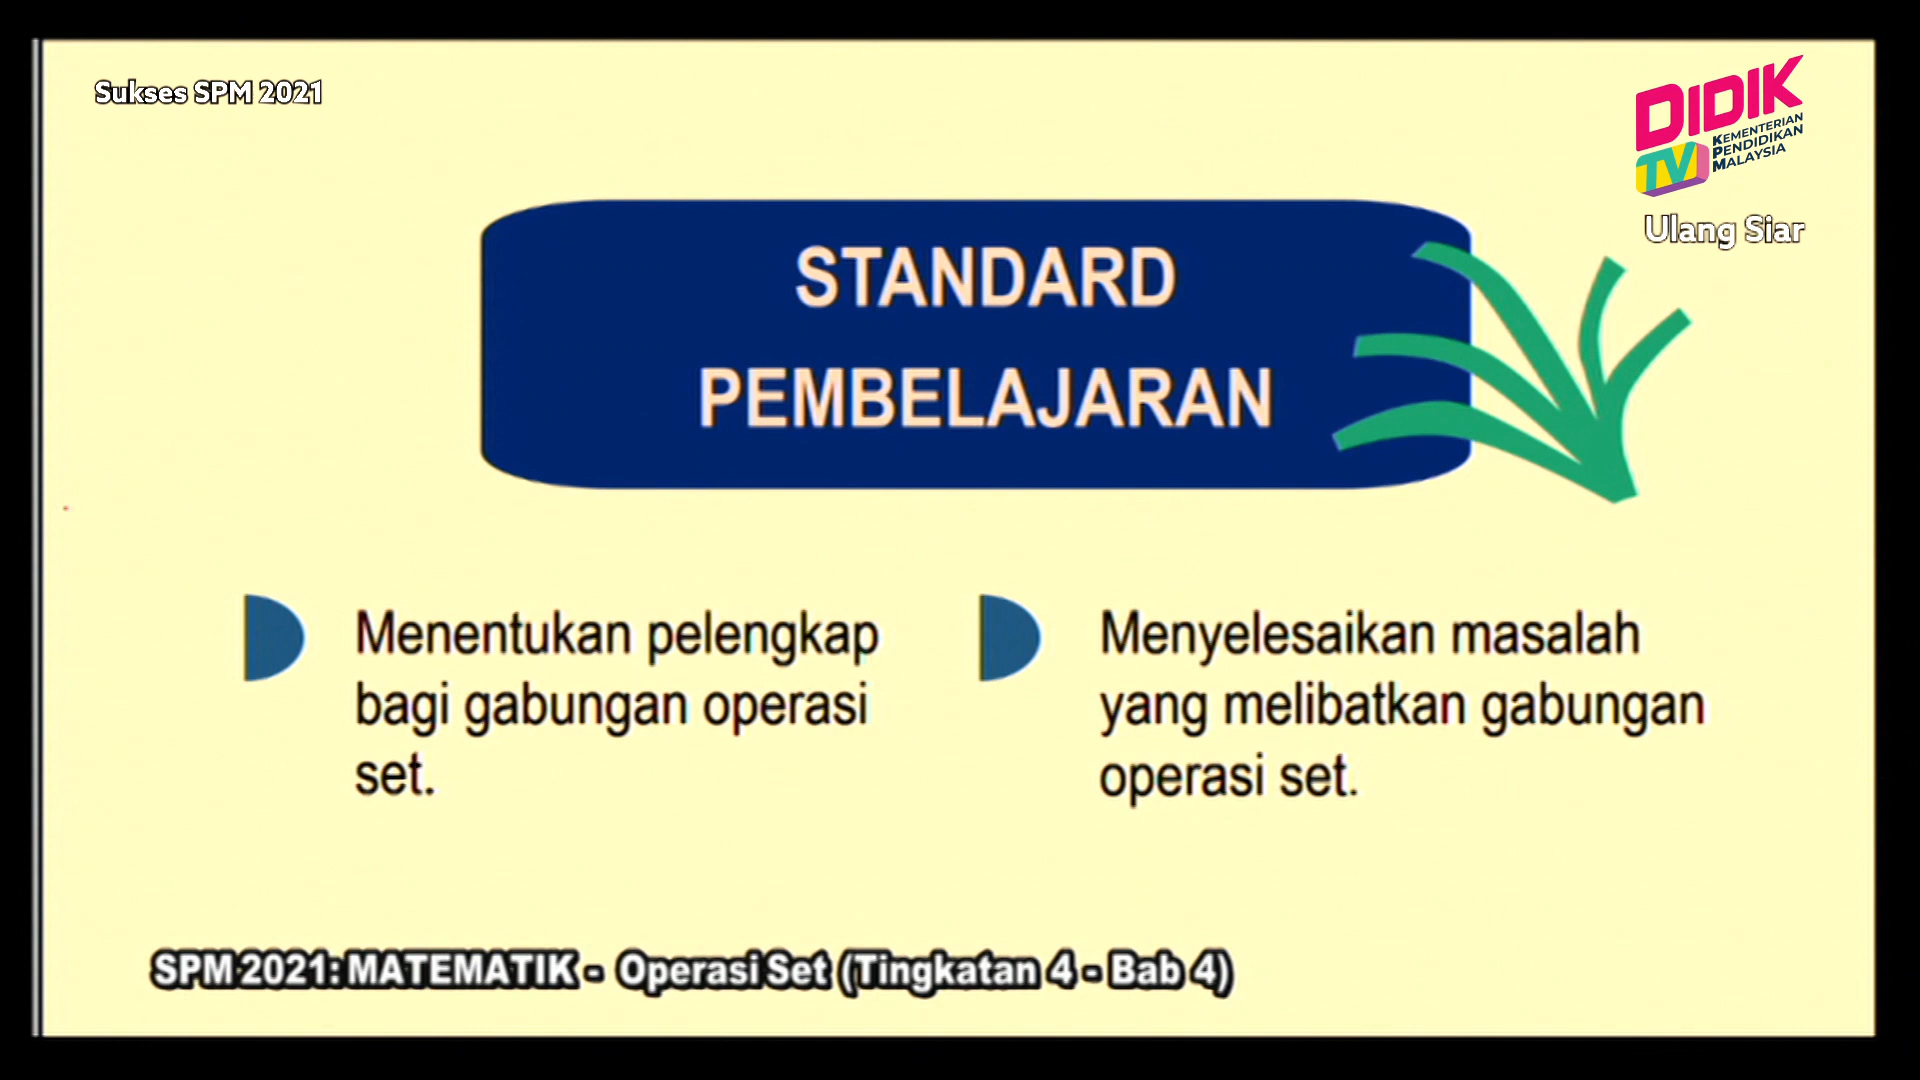 Sukses SPM 2021
DIDIK
TV
KEMENTERIAN
PENDIDIKAN
MALAYSIA
Ulang Siar
STANDARD
PEMBELAJARAN
Menentukan pelengkap
bagi gabungan operasi
set.
Menyelesaikan masalah
yang melibatkan gabungan
operasi set.
SPM 2021: MATEMATIK - Operasi Set (Tingkatan 4 - Bab 4)